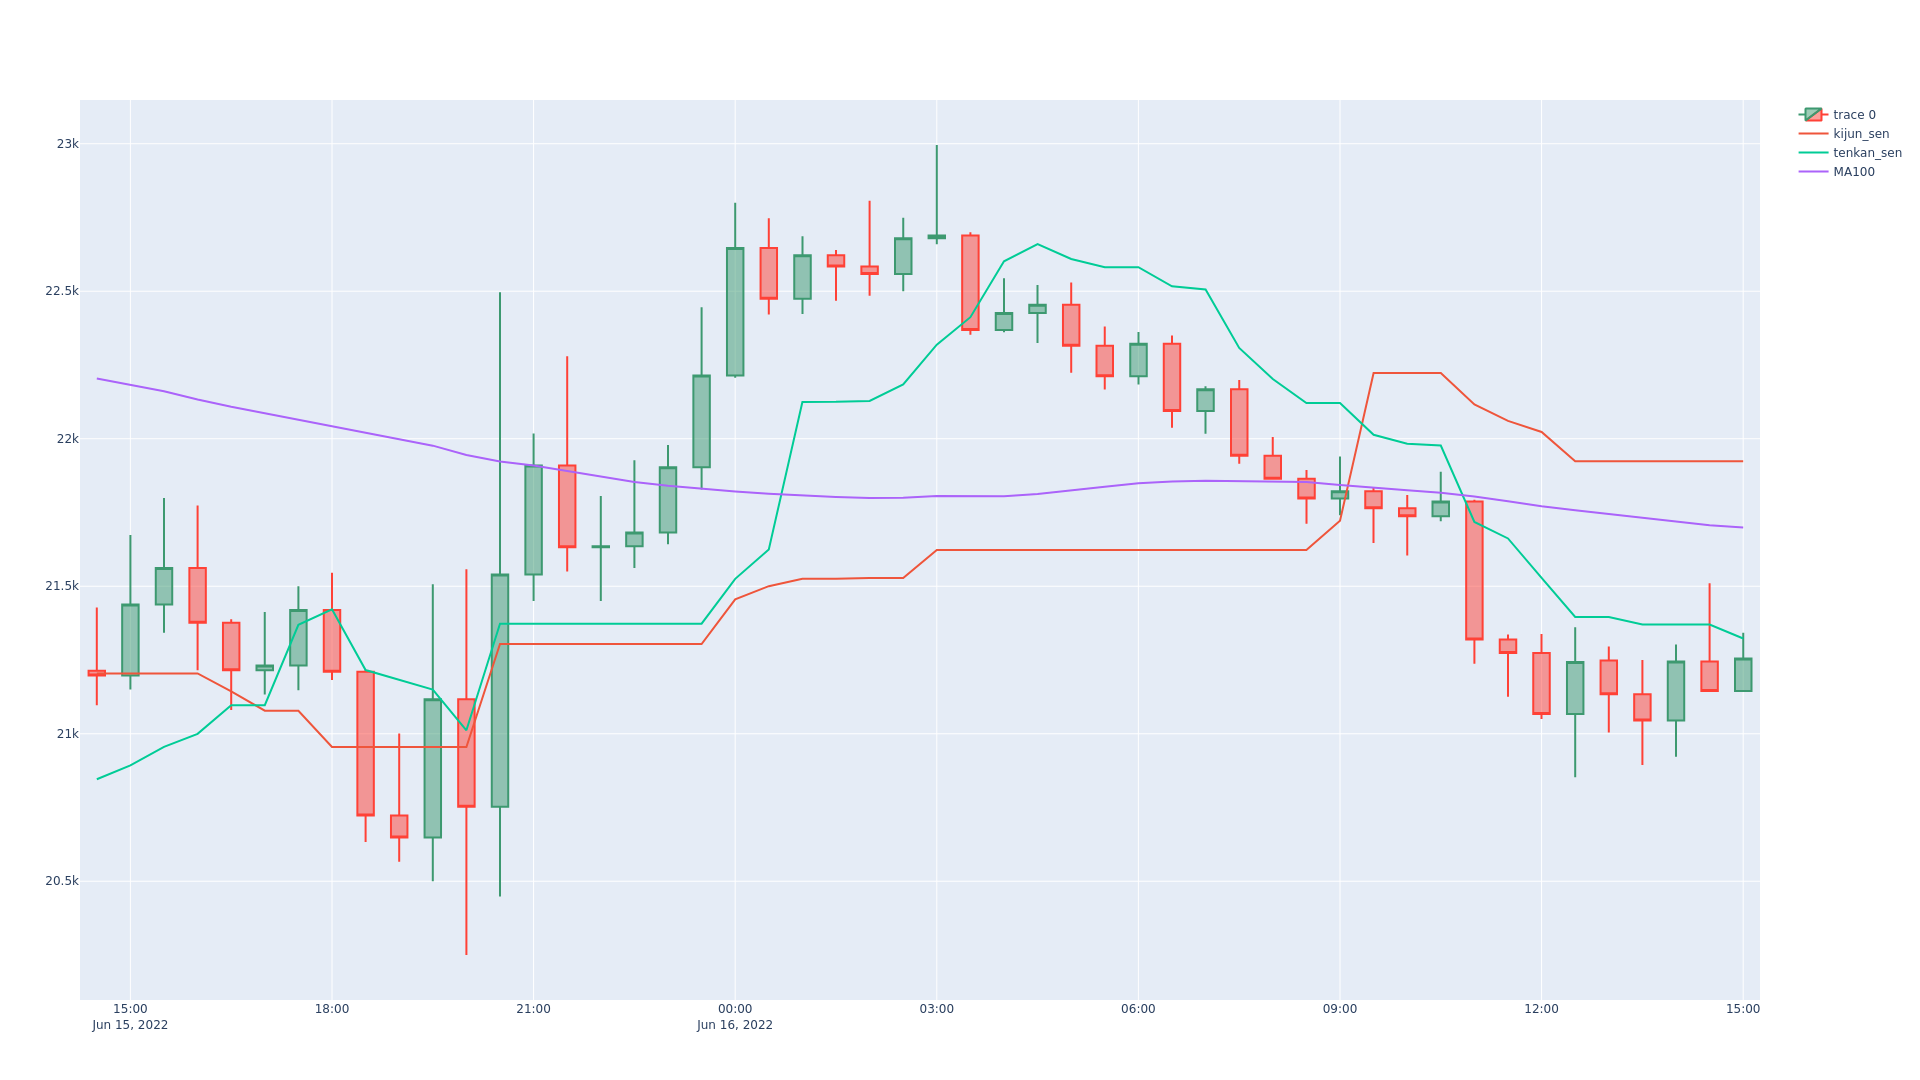 23k
22.5k
22k
21.5k
21k
20.5k
15:00
Jun 15, 2022
18:00
21:00
00:00
Jun 16, 2022
03:00
06:00
09:00
12:00
15:00
trace 0
kijun_sen
tenkan_sen
MA100